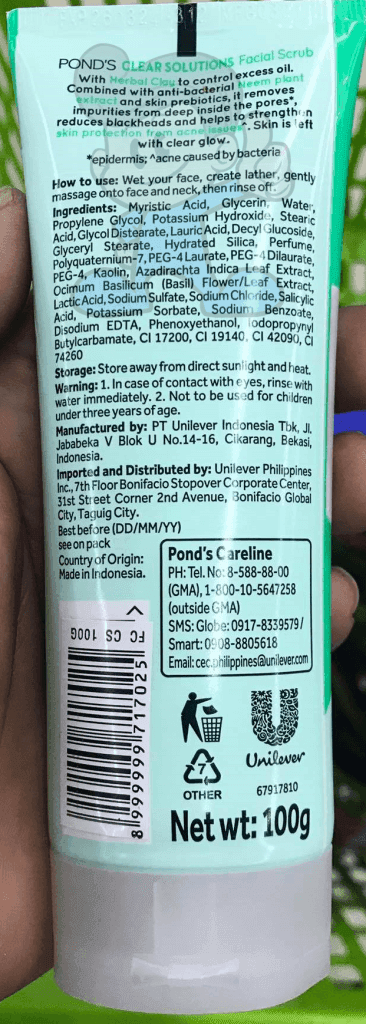 POND'S CLEAR SOLUTIONS Facial Scrub
With Herbal Clay to control excess oil.
Combined with anti-bacterial Neem plant
extract and skin prebiotics, it removes
impurities from deep inside the pores*,
reduces blackheads and helps to strengthen
skin protection from acne issues^. Skin is left
with clear glow.
*epidermis; ^acne caused by bacteria
How to use: Wet your face, create lather, gently
massage onto face and neck, then rinse off.
Ingredients: Myristic Acid, Glycerin, Water,
Propylene Glycol, Potassium Hydroxide, Stearic
Acid, Glycol Distearate, Lauric Acid, Decyl Glucoside,
Glyceryl Stearate, Hydrated Silica, Perfume,
Polyquaternium-7, PEG-4 Laurate, PEG-4 Dilaurate,
PEG-4, Kaolin, Azadirachta Indica Leaf Extract,
Ocimum Basilicum (Basil) Flower/Leaf Extract,
Lactic Acid, Sodium Sulfate, Sodium Chloride, Salicylic
Acid, Potassium Sorbate, Sodium Benzoate,
Disodium EDTA, Phenoxyethanol, Iodopropynyl
Butylcarbamate, CI 17200, CI 19140, CI 42090, CI
74260
Storage: Store away from direct sunlight and heat.
Warning: 1. In case of contact with eyes, rinse with
water immediately. 2. Not to be used for children
under three years of age.
Manufactured by: PT Unilever Indonesia Tbk, Jl.
Jababeka V Blok U No.14-16, Cikarang, Bekasi,
Indonesia.
Imported and Distributed by: Unilever Philippines
Inc., 7th Floor Bonifacio Stopover Corporate Center,
31st Street Corner 2nd Avenue, Bonifacio Global
City, Taguig City.
Best before (DD/MM/YY)
see on pack
Country of Origin:
Made in Indonesia.
Pond's Careline
PH: Tel. No: 8-588-88-00
(GMA), 1-800-10-5647258
(outside GMA)
SMS: Globe: 0917-8339579/
Smart: 0908-8805618
Email: cec.philippines@unilever.com
FC CS 100G
8 999999 717025
7
OTHER
Unilever
67917810
Net wt: 100g